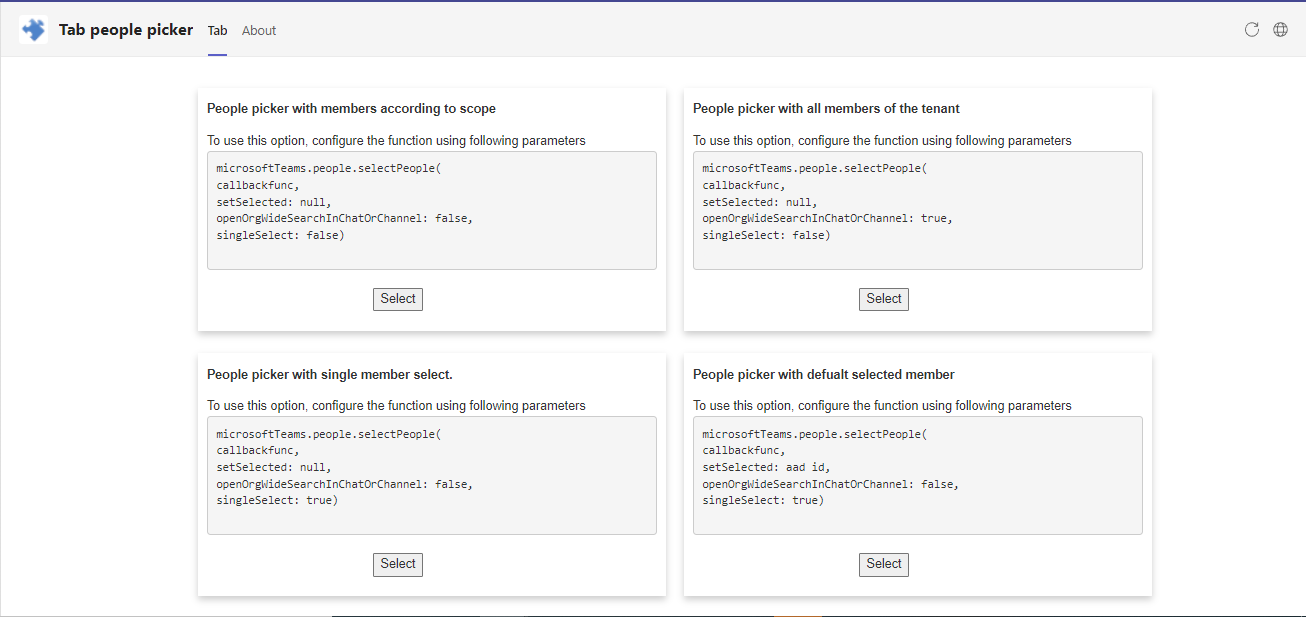 Tab people picker Tab About
People picker with members according to scope
To use this option, configure the function using following parameters
microsoftTeams.people.selectPeople(
callbackfunc,
setSelected: null,
openOrgWideSearchInChatOrChannel: false,
singleSelect: false)
Select
People picker with all members of the tenant
To use this option, configure the function using following parameters
microsoftTeams.people.selectPeople(
callbackfunc,
setSelected: null,
openOrgWideSearchInChatOrChannel: true,
singleSelect: false)
Select
People picker with single member select.
To use this option, configure the function using following parameters
microsoftTeams.people.selectPeople(
callbackfunc,
setSelected: null,
openOrgWideSearchInChatOrChannel: false,
singleSelect: true)
Select
People picker with defualt selected member
To use this option, configure the function using following parameters
microsoftTeams.people.selectPeople(
callbackfunc,
setSelected: aad id,
openOrgWideSearchInChatOrChannel: false,
singleSelect: true)
Select